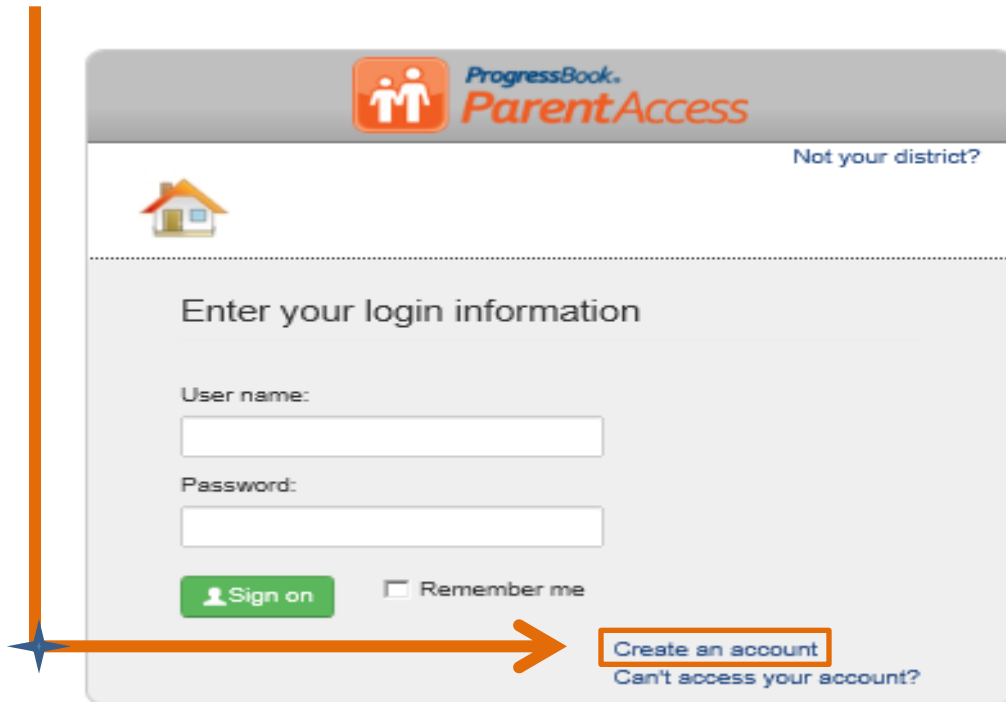 ProgressBook.
ParentAccess
Not your district?
Enter your login information
User name:
Password:
Sign on
Remember me
Create an account
Can't access your account?